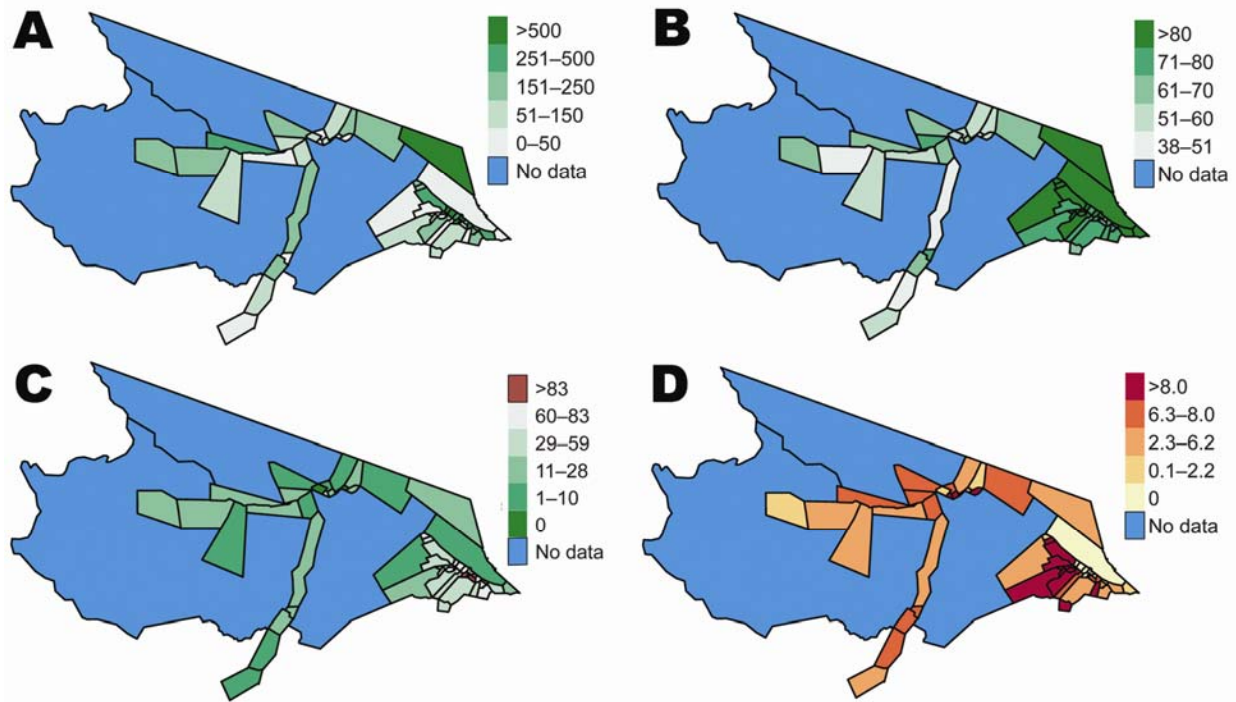 A
>500
251–500
151–250
51–150
0–50
No data
B
>80
71–80
61–70
51–60
38–51
No data
C
>83
60–83
29–59
11–28
1–10
0
No data
D
>8.0
6.3–8.0
2.3–6.2
0.1–2.2
0
No data